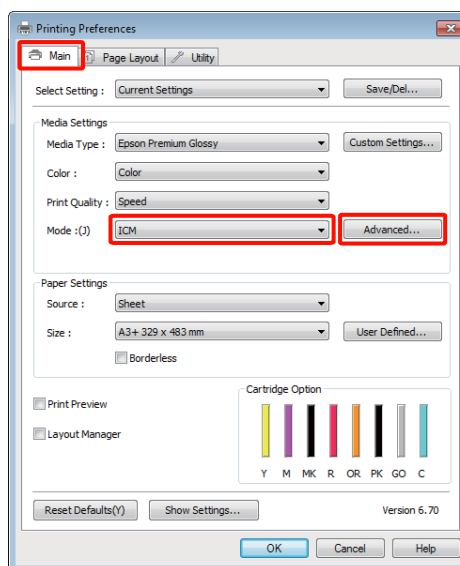 Printing Preferences
Main Page Layout Utility
Select Setting : Current Settings Save/Del...
Media Settings
Media Type : Epson Premium Glossy Custom Settings...
Color : Color
Print Quality : Speed
Mode :(J) ICM Advanced...
Paper Settings
Source : Sheet
Size : A3+ 329 x 483 mm User Defined...
Borderless
Cartridge Option
Print Preview
Layout Manager
Y M MK R OR PK GO C
Reset Defaults(Y) Show Settings... Version 6.70
OK Cancel Help